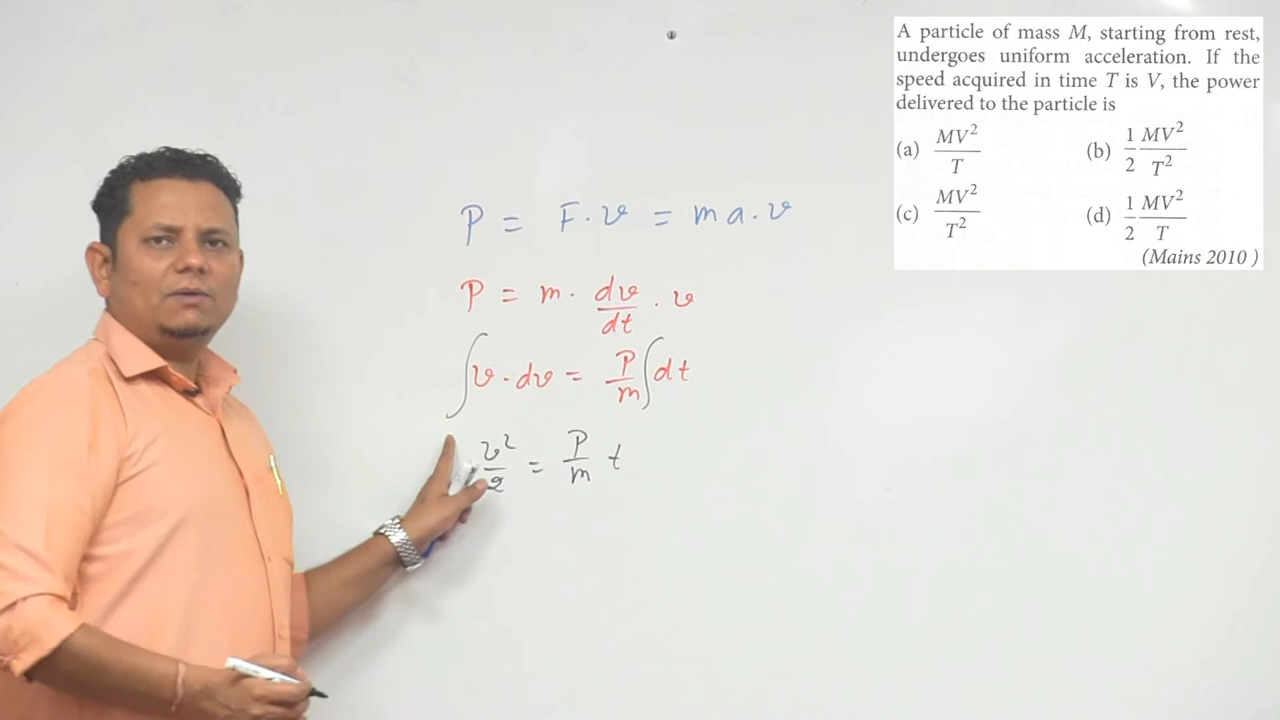 A particle of mass M, starting from rest,
undergoes uniform acceleration. If the
speed acquired in time T is V, the power
delivered to the particle is
(a) MV²/T (b) 1/2 MV²/T²
(c) MV²/T² (d) 1/2 MV²/T
(Mains 2010 )
P = F · v = m a · v
P = m · dv/dt · v
∫ v · dv = P/m ∫ dt
v²/2 = P/m t